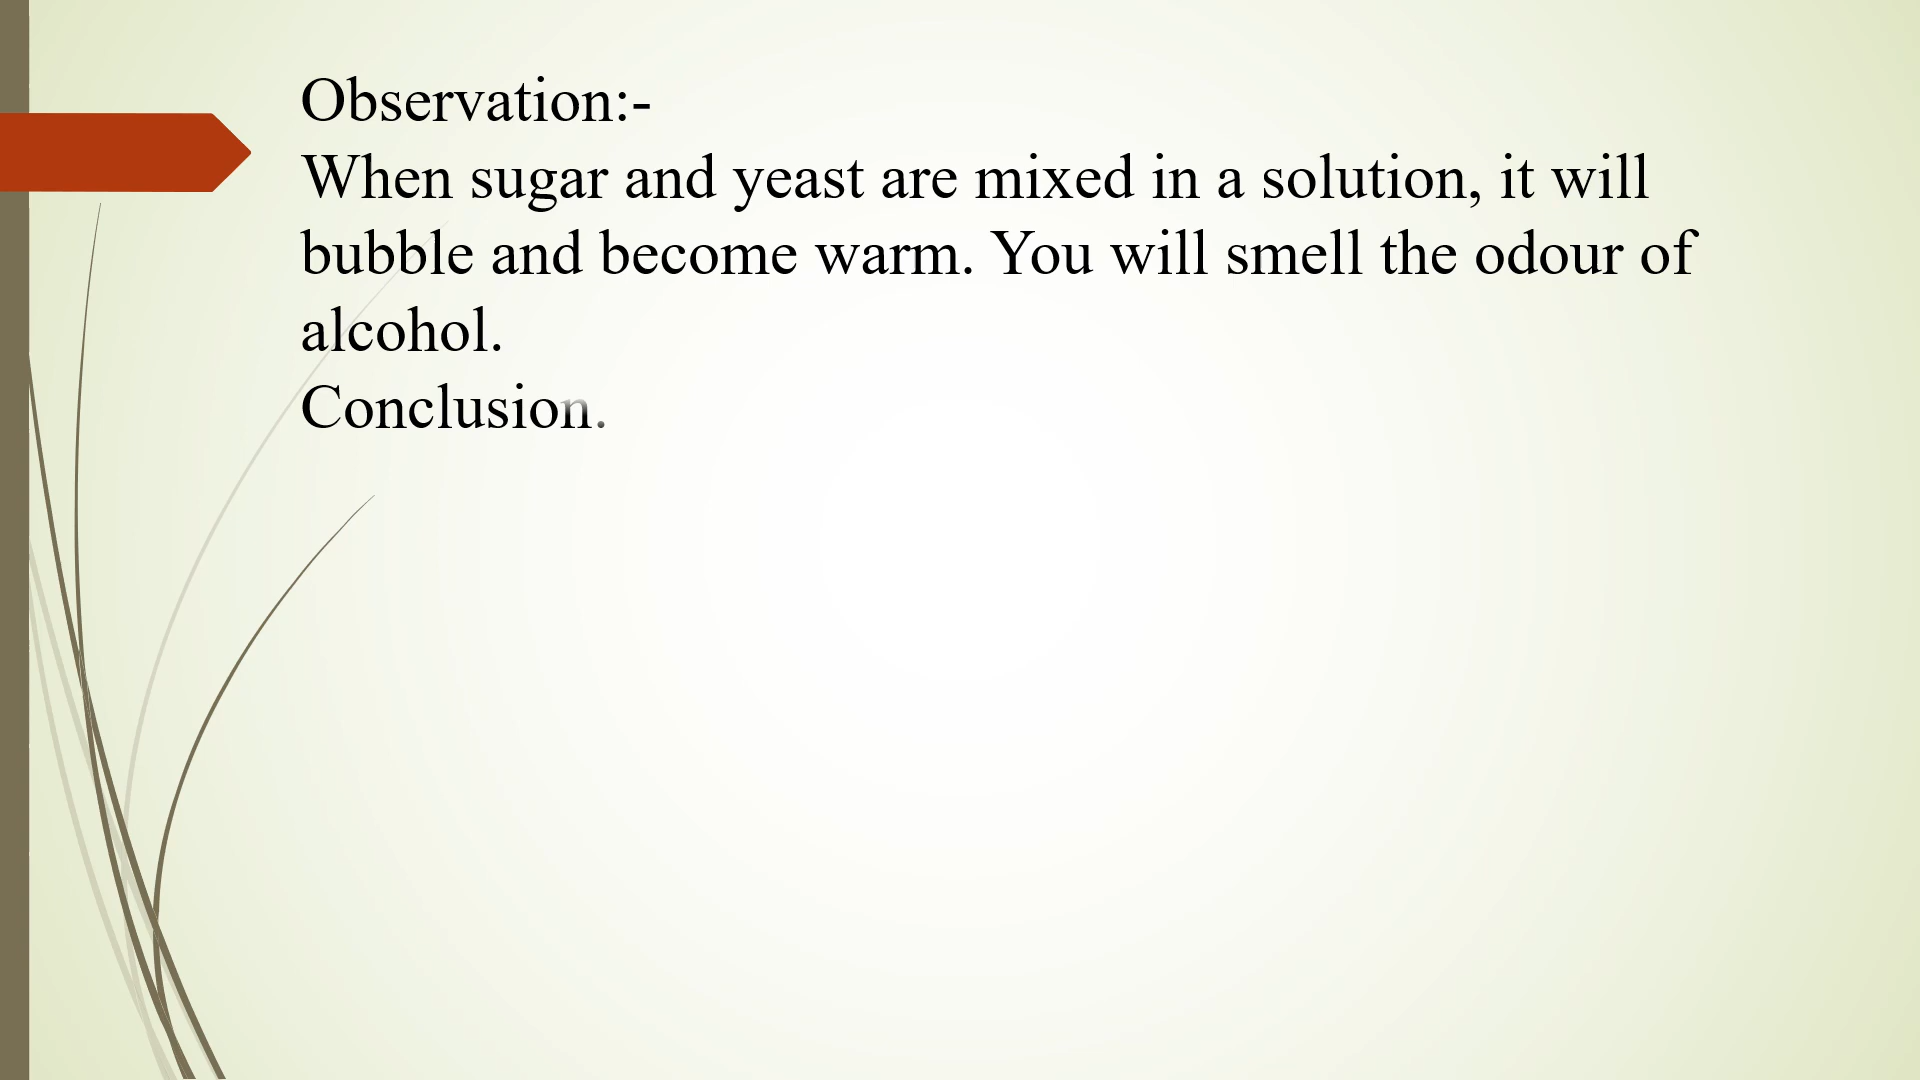 Observation:-
When sugar and yeast are mixed in a solution, it will
bubble and become warm. You will smell the odour of
alcohol.
Conclusion.